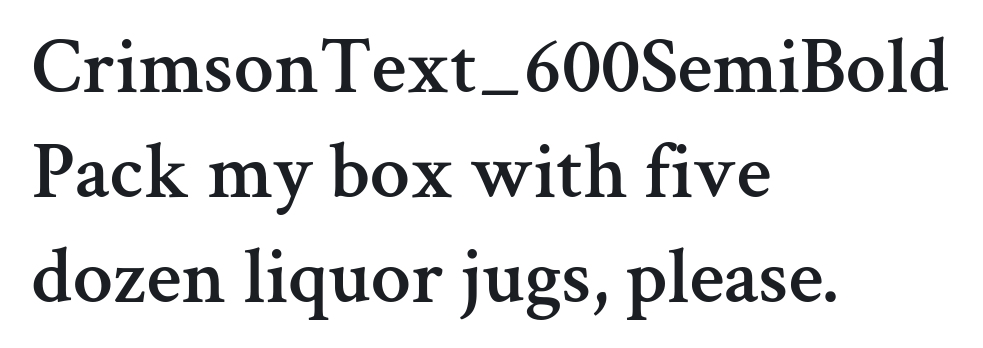 CrimsonText_600SemiBold
Pack my box with five
dozen liquor jugs, please.